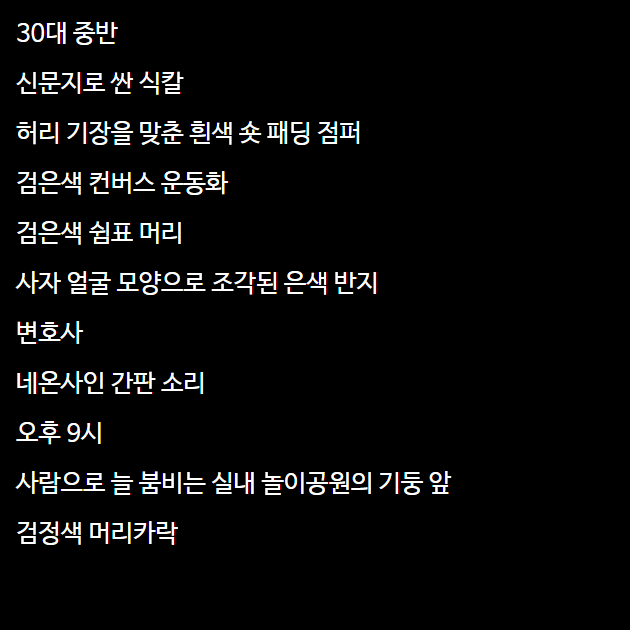 30대 중반
신문지로 싼 식칼
허리 기장을 맞춘 흰색 숏 패딩 점퍼
검은색 컨버스 운동화
검은색 쉼표 머리
사자 얼굴 모양으로 조각된 은색 반지
변호사
네온사인 간판 소리
오후 9시
사람으로 늘 붐비는 실내 놀이공원의 기둥 앞
검정색 머리카락